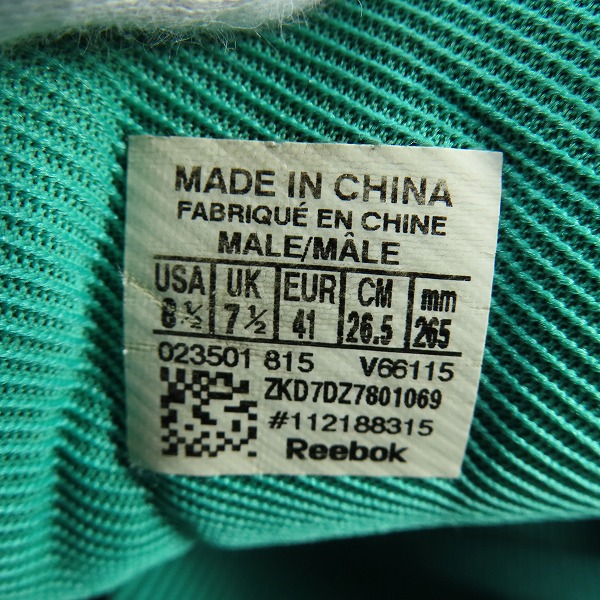 MADE IN CHINA
FABRIQUÉ EN CHINE
MALE/MÂLE
USA UK EUR CM mm
8 ½ 7 ½ 41 26.5 265
023501 815 V66115
ZKD7DZ7801069
#112188315
Reebok